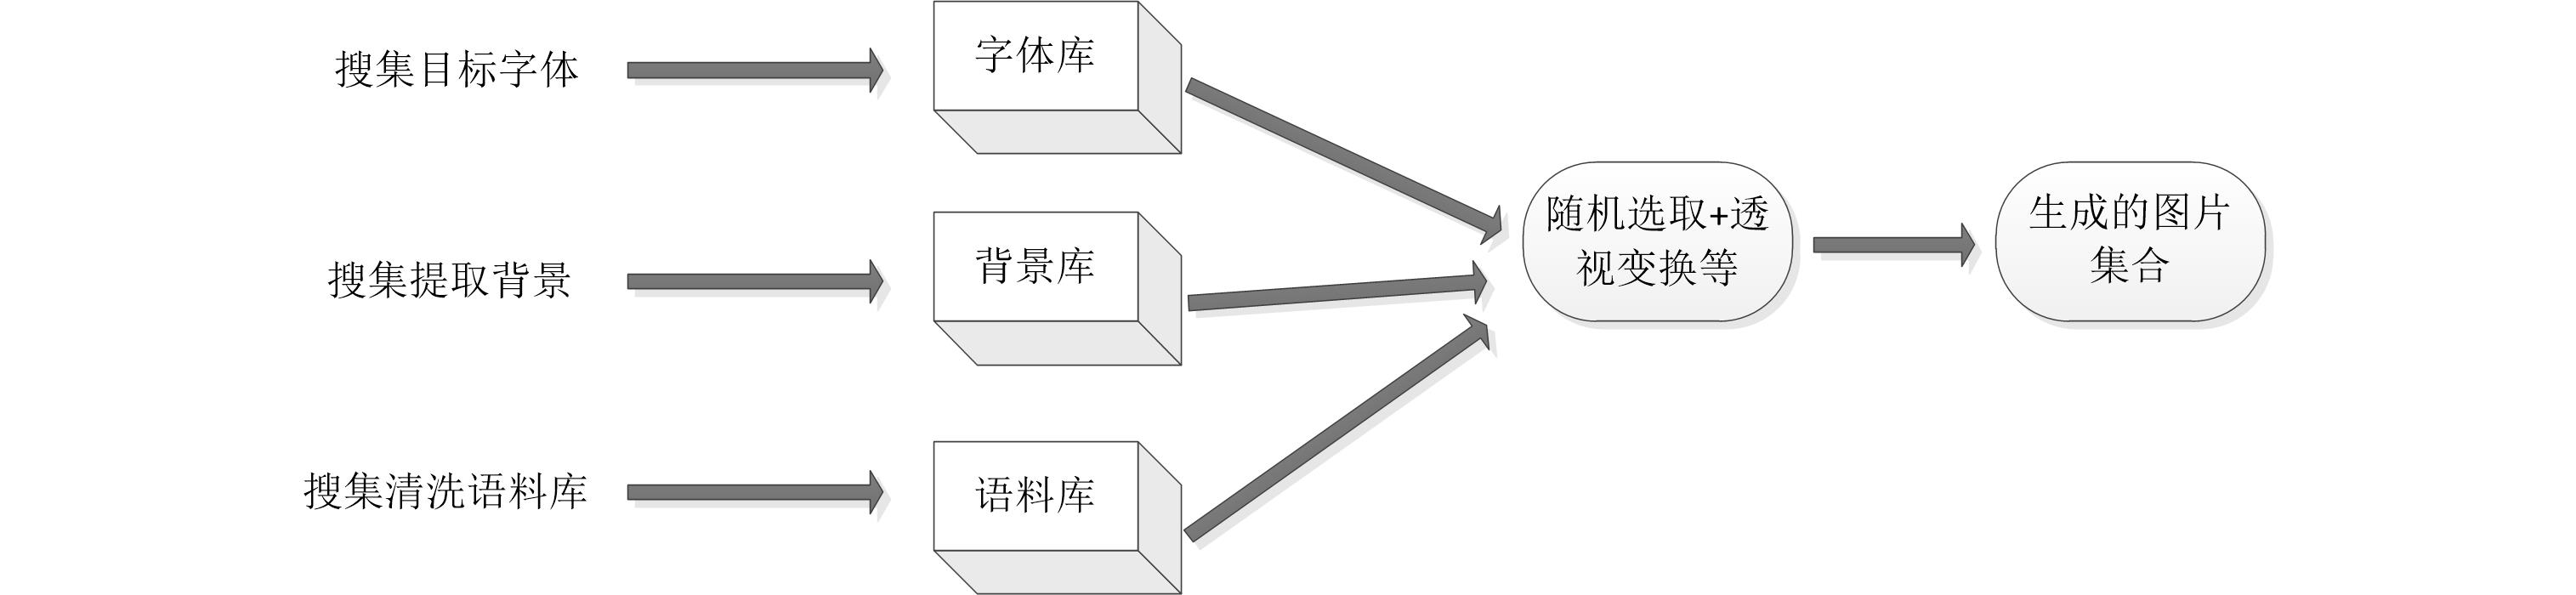 搜集目标字体
字体库
搜集提取背景
背景库
搜集清洗语料库
语料库
随机选取+透
视变换等
生成的图片
集合